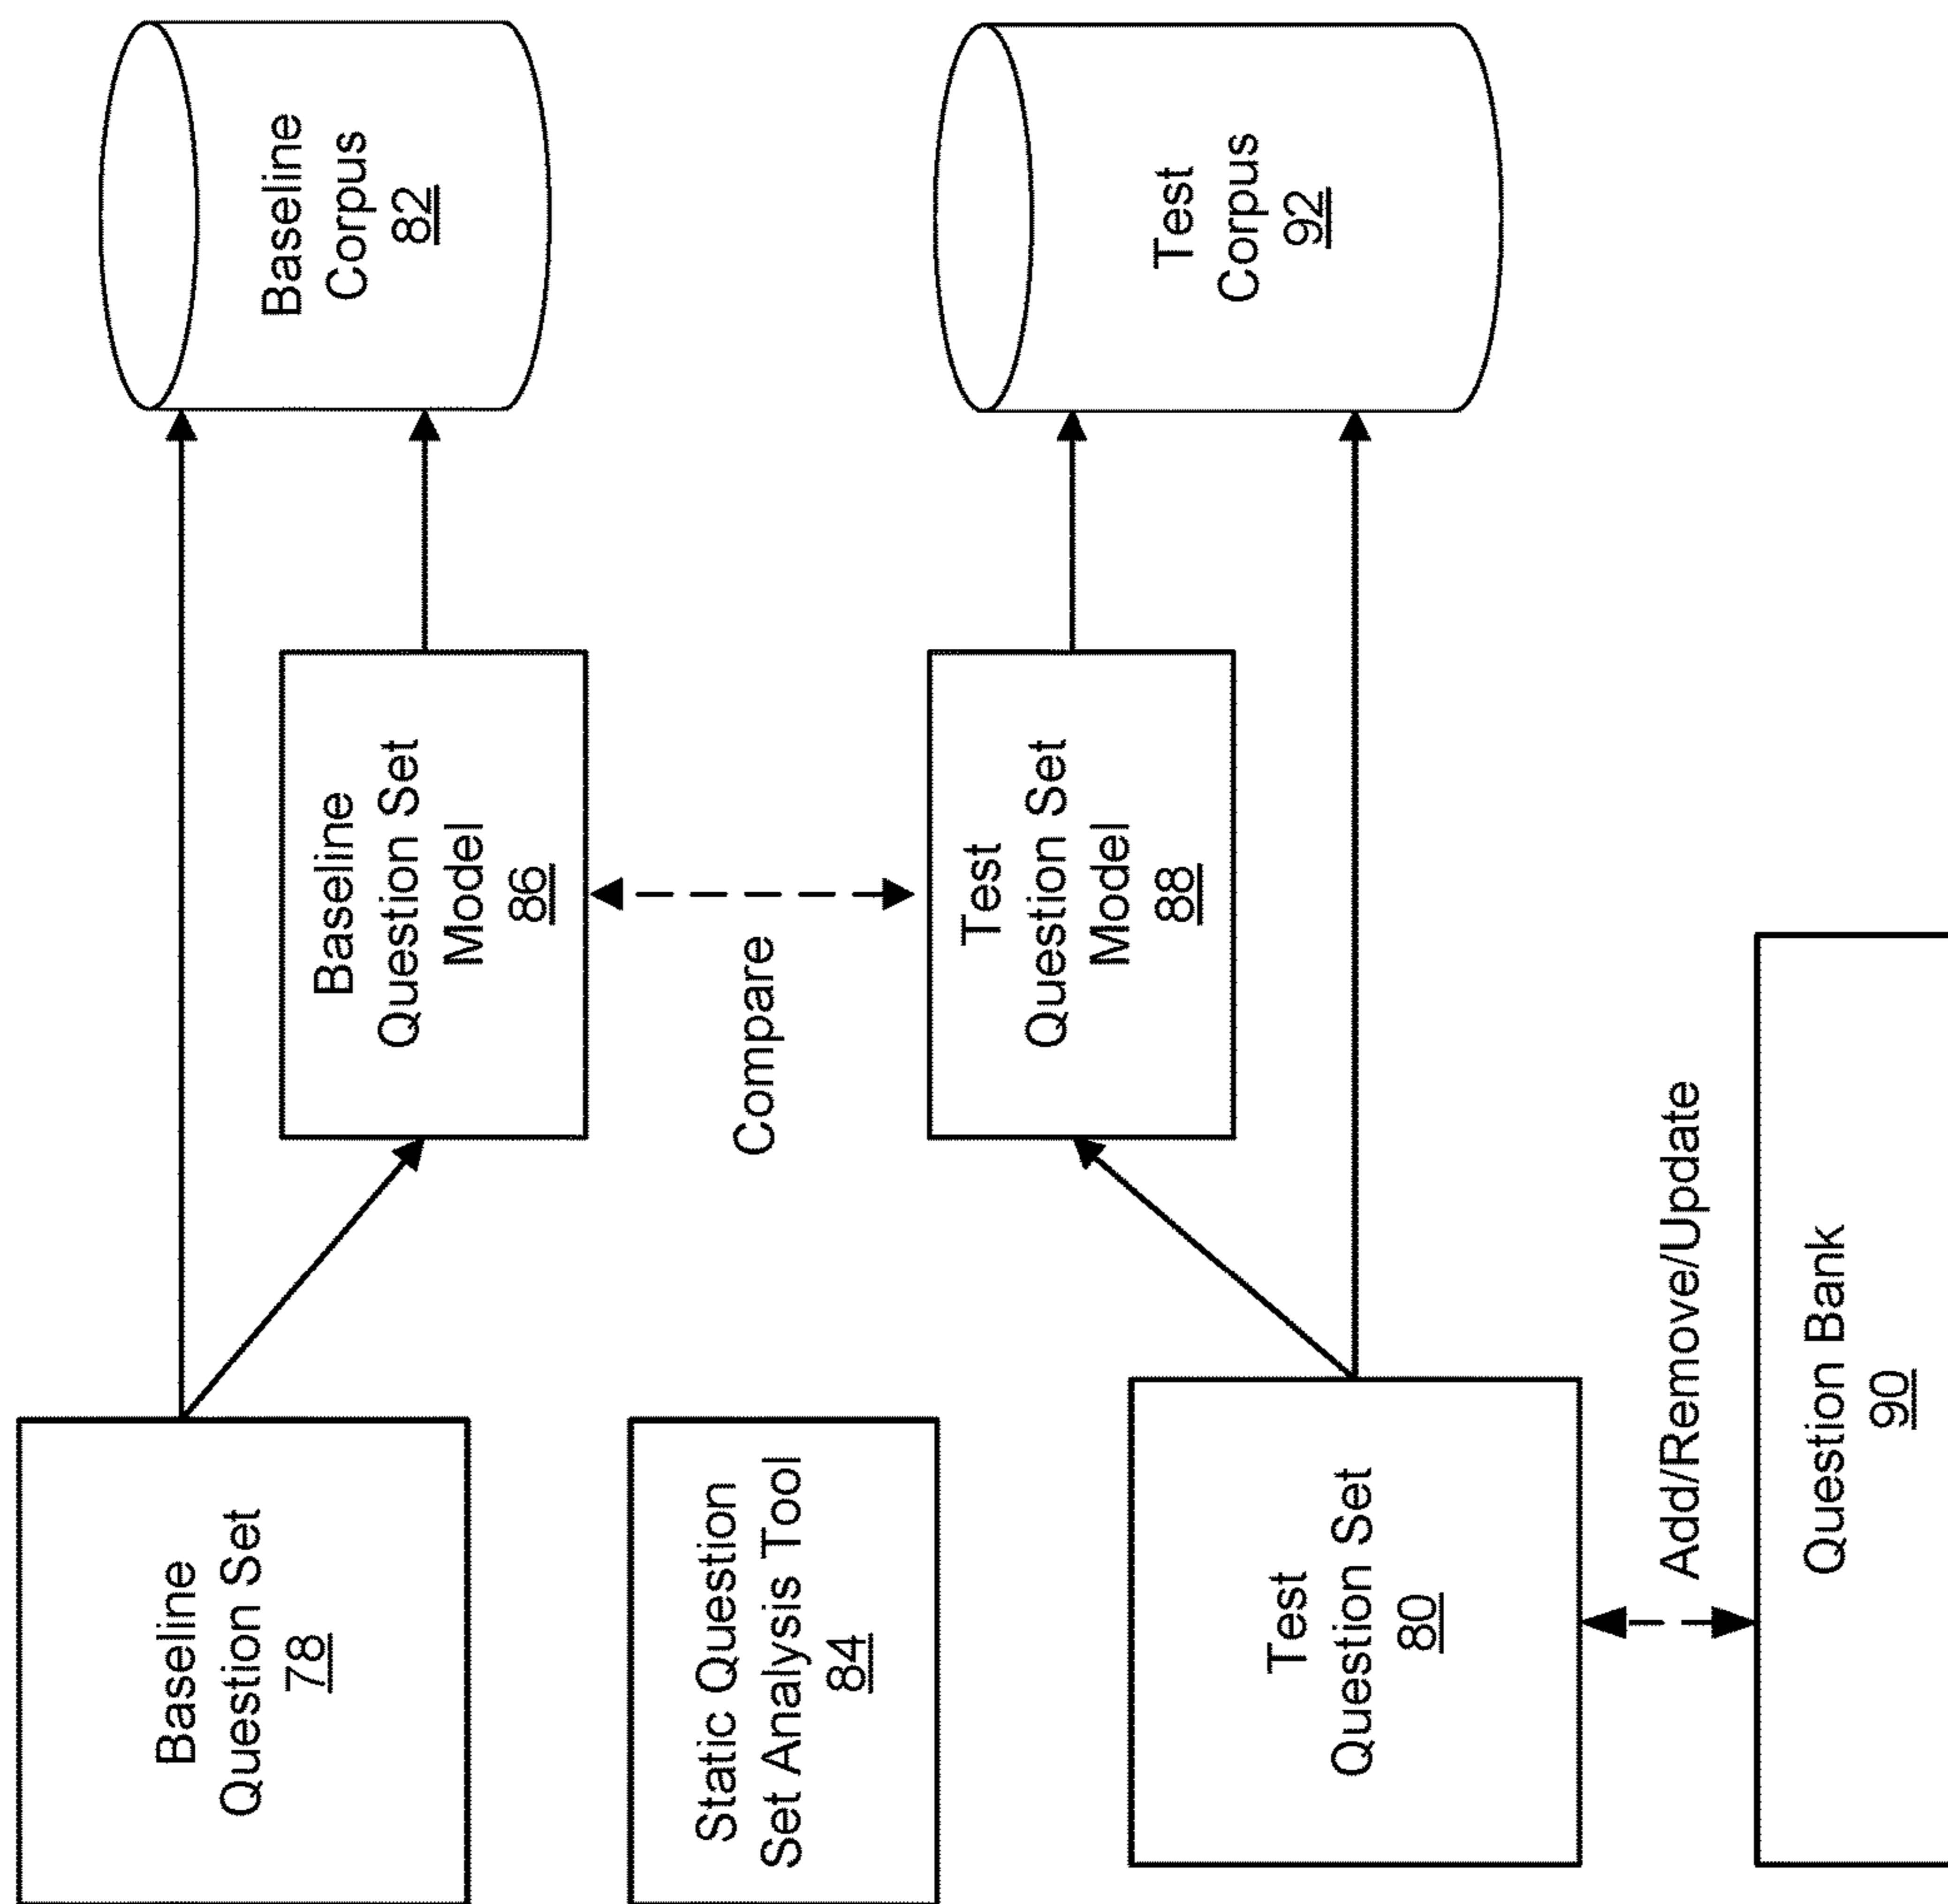 Baseline
Question Set
78
Static Question
Set Analysis Tool
84
Test
Question Set
80
Add/Remove/Update
Question Bank
90
Baseline
Question Set
Model
86
Compare
Test
Question Set
Model
88
Baseline
Corpus
82
Test
Corpus
92